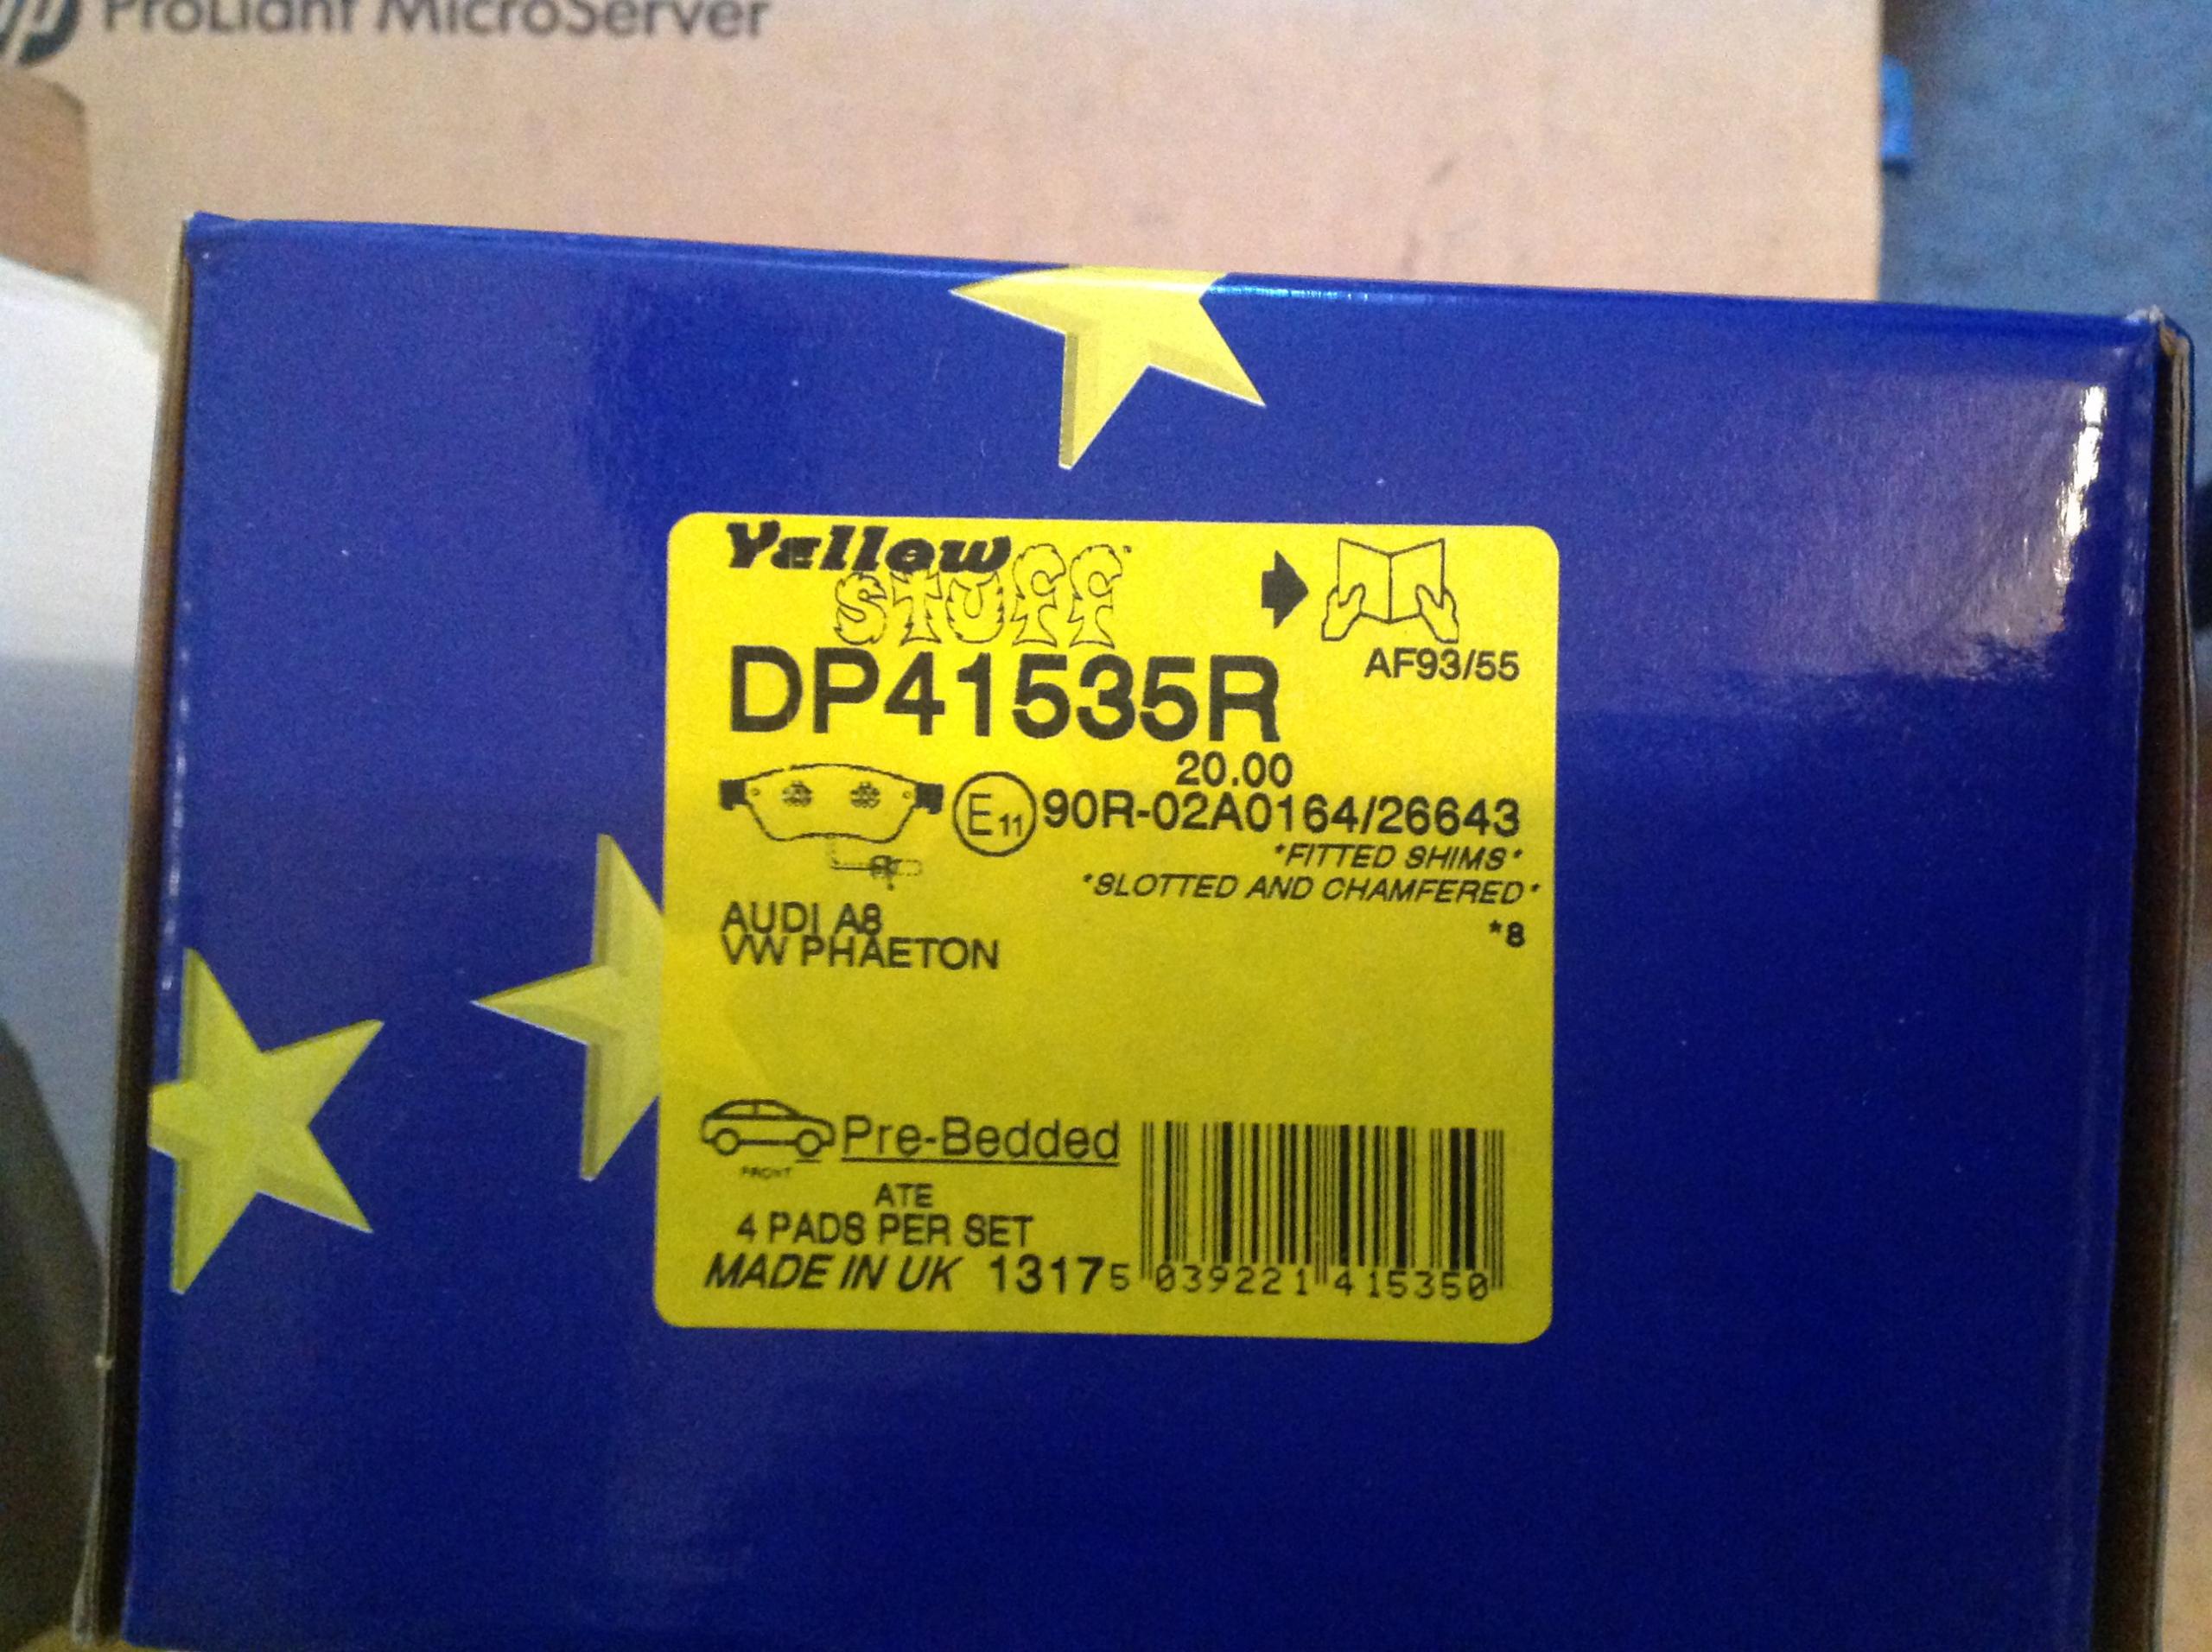 ProLiant MicroServer
Yellow
STUFF
AF93/55
DP41535R
20.00
E11 90R-02A0164/26643
*FITTED SHIMS*
*SLOTTED AND CHAMFERED*
*8
AUDI A8
VW PHAETON
Pre-Bedded
FRONT
ATE
4 PADS PER SET
MADE IN UK 1317
5 039221 415350